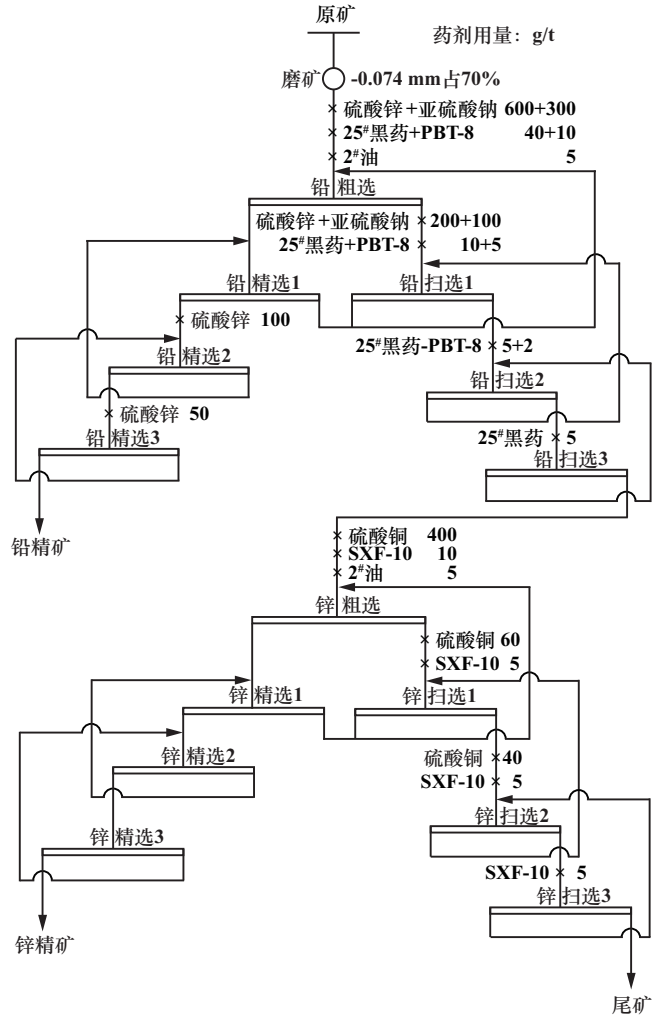 原矿
药剂用量：g/t
磨矿 -0.074 mm占70%
硫酸锌+亚硫酸钠 600+300
25#黑药+PBT-8 40+10
2#油 5
铅 粗选
硫酸锌+亚硫酸钠 200+100
25#黑药+PBT-8 10+5
铅 精选1
铅 扫选1
硫酸锌 100
25#黑药-PBT-8 5+2
铅 精选2
铅 扫选2
硫酸锌 50
25#黑药 5
铅 精选3
铅 扫选3
铅精矿
硫酸铜 400
SXF-10 10
2#油 5
锌 粗选
硫酸铜 60
SXF-10 5
锌 精选1
锌 扫选1
硫酸铜 40
SXF-10 5
锌 精选2
锌 扫选2
锌 精选3
SXF-10 5
锌 扫选3
锌精矿
尾矿